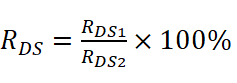 R_DS = R_DS1 / R_DS2 × 100%